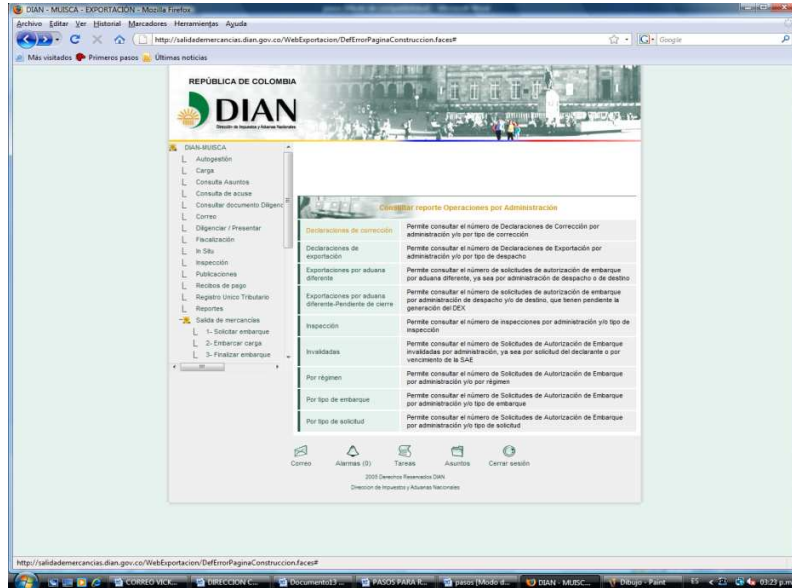 DIAN - MUISCA - EXPORTACIÓN - Mozilla Firefox
Archivo Editar Ver Historial Marcadores Herramientas Ayuda
http://salidademercancias.dian.gov.co/WebExportacion/DefErrorPaginaConstruccion.faces#
Google
Más visitados Primeros pasos Últimas noticias
REPÚBLICA DE COLOMBIA
DIAN
Dirección de Impuestos y Aduanas Nacionales
DIAN-MUISCA
Autogestión
Carga
Consulta Asuntos
Consulta de acuse
Consultar documento Diligenc
Correo
Diligenciar / Presentar
Fiscalización
In Situ
Inspección
Publicaciones
Recibos de pago
Registro Unico Tributario
Reportes
Salida de mercancías
1- Solicitar embarque
2- Embarcar carga
3- Finalizar embarque
Consultar reporte Operaciones por Administración
Declaraciones de corrección
Permite consultar el número de Declaraciones de Corrección por
administración y/o por tipo de corrección
Declaraciones de
exportación
Permite consultar el número de Declaraciones de Exportación por
administración y/o por tipo de despacho
Exportaciones por aduana
diferente
Permite consultar el número de solicitudes de autorización de embarque
por aduana diferente, ya sea por administración de despacho o de destino
Exportaciones por aduana
diferente-Pendiente de cierre
Permite consultar el número de solicitudes de autorización de embarque
por administración de despacho y/o de destino, que tienen pendiente la
generación del DEX
Inspección
Permite consultar el número de inspecciones por administración y/o tipo de
inspección
Invalidadas
Permite consultar el número de Solicitudes de Autorización de Embarque
invalidadas por administración, ya sea por solicitud del declarante o por
vencimiento de la SAE
Por régimen
Permite consultar el número de Solicitudes de Autorización de Embarque
por administración y/o por régimen
Por tipo de embarque
Permite consultar el número de Solicitudes de Autorización de Embarque
por administración y/o tipo de embarque
Por tipo de solicitud
Permite consultar el número de Solicitudes de Autorización de Embarque
por administración y/o tipo de solicitud
Correo Alarmas (0) Tareas Asuntos Cerrar sesión
2003 Derechos Reservados DIAN
Direccion de Impuestos y Aduanas Nacionales
http://salidademercancias.dian.gov.co/WebExportacion/DefErrorPaginaConstruccion.faces#
CORREO VICK... DIRECCION C... Documento13 ... PASOS PARA R... pasos [Modo d... DIAN - MUISC... Dibujo - Paint ES 03:23 p.m.